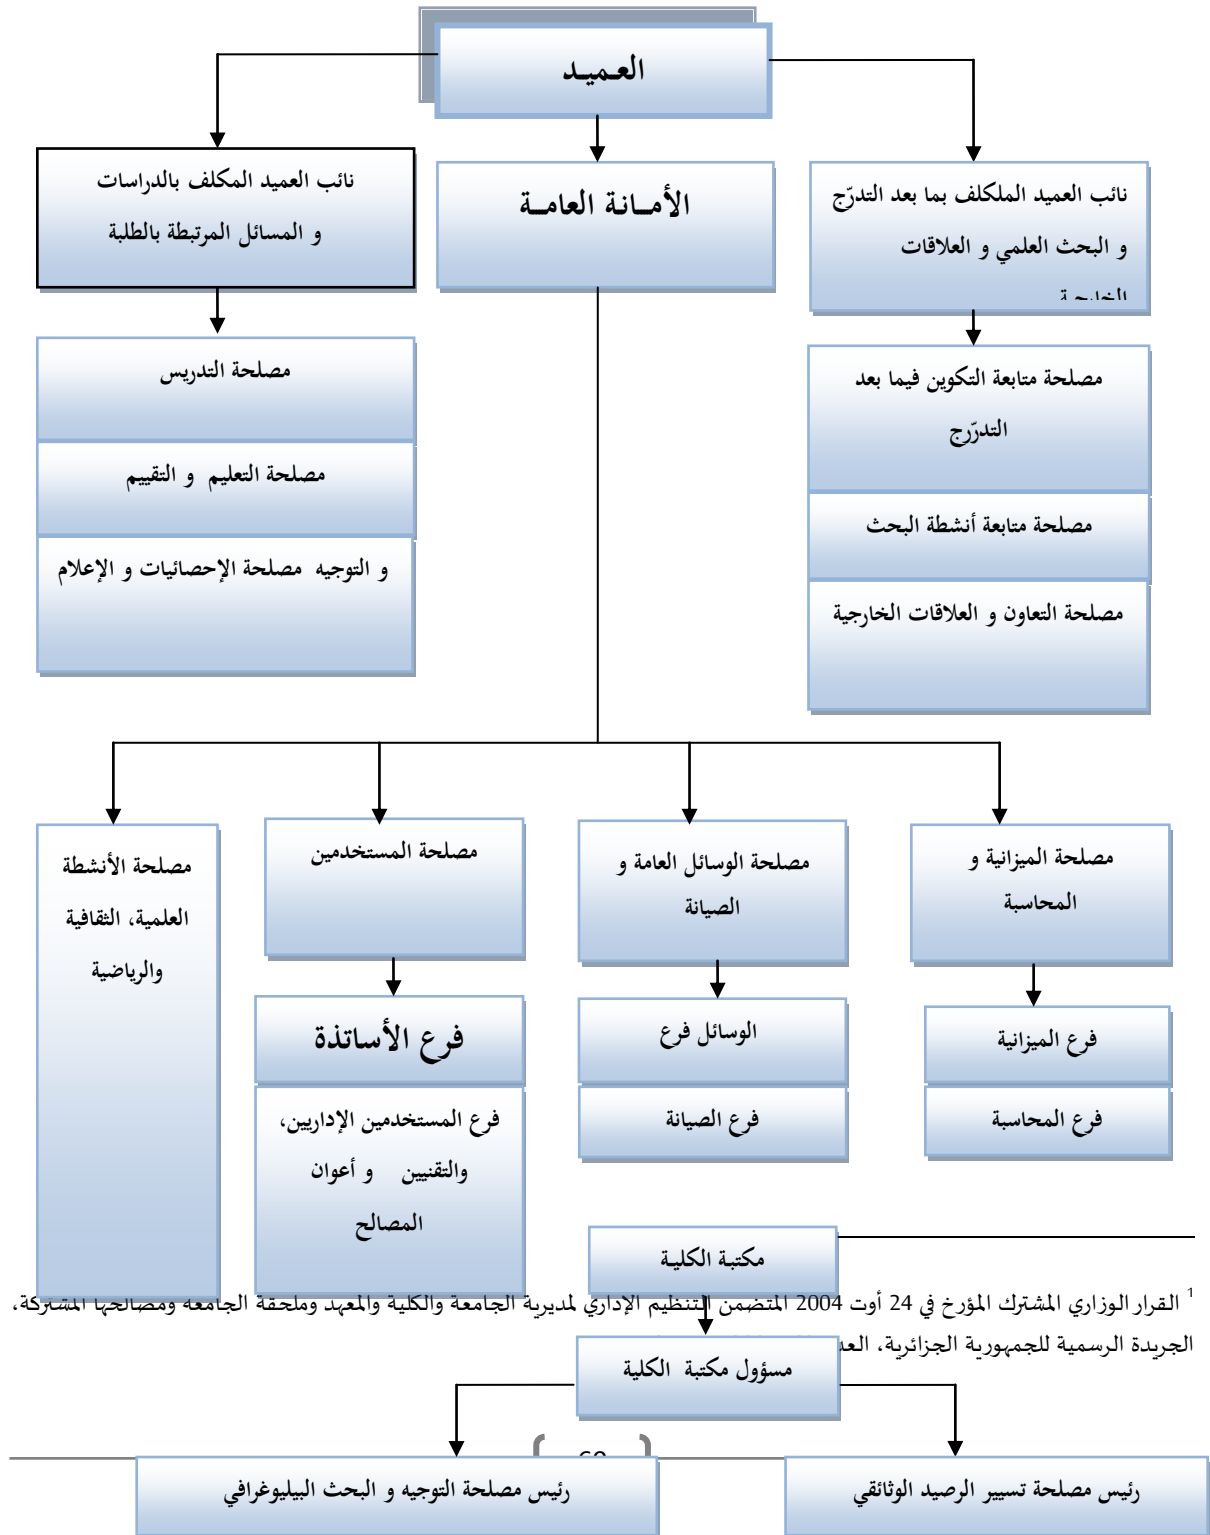 العميد
نائب العميد الملكلف بما بعد التدرّج
و البحث العلمي و العلاقات
الخارجية
الأمانة العامة
نائب العميد المكلف بالدراسات
و المسائل المرتبطة بالطلبة
مصلحة متابعة التكوين فيما بعد
التدرّرج
مصلحة متابعة أنشطة البحث
مصلحة التعاون و العلاقات الخارجية
مصلحة التدريس
مصلحة التعليم و التقييم
و التوجيه مصلحة الإحصائيات و الإعلام
مصلحة الميزانية و
المحاسبة
فرع الميزانية
فرع المحاسبة
مصلحة الوسائل العامة و
الصيانة
الوسائل فرع
فرع الصيانة
مصلحة المستخدمين
فرع الأساتذة
فرع المستخدمين الإداريين،
والتقنيين و أعوان
المصالح
مصلحة الأنشطة
العلمية، الثقافية
والرياضية
مكتبة الكلية
1 القرار الوزاري المشترك المؤرخ في 24 أوت 2004 المتضمن التنظيم الإداري لمديرية الجامعة والكلية والمعهد وملحقة الجامعة ومصالحها المشتركة،
الجريدة الرسمية للجمهورية الجزائرية،
مسؤول مكتبة الكلية
رئيس مصلحة تسيير الرصيد الوثائقي
رئيس مصلحة التوجيه و البحث البيليوغرافي